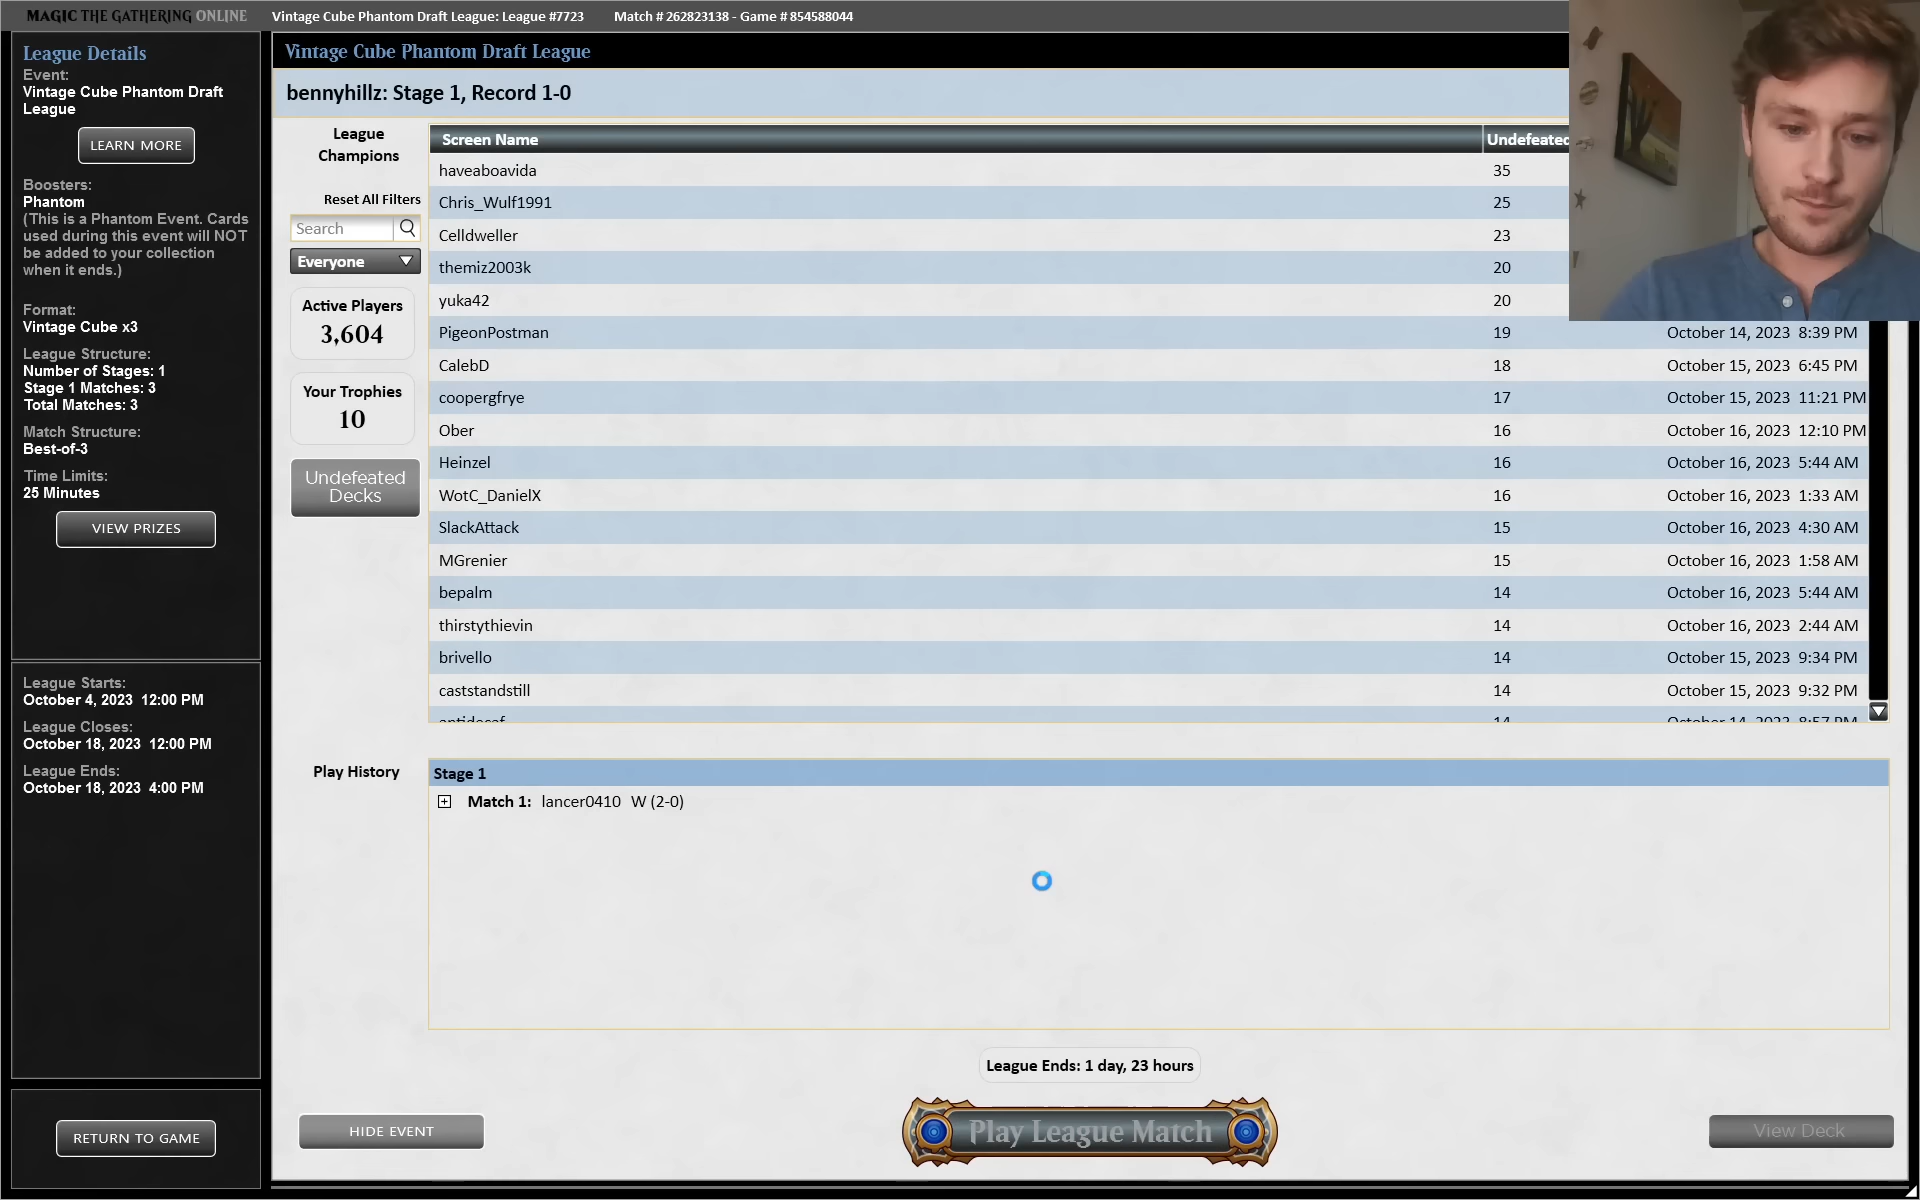 MAGIC THE GATHERING ONLINE
Vintage Cube Phantom Draft League: League #7723
Match # 262823138 - Game # 854588044
League Details
Event:
Vintage Cube Phantom Draft
League
LEARN MORE
Boosters:
Phantom
(This is a Phantom Event. Cards
used during this event will NOT
be added to your collection
when it ends.)
Format:
Vintage Cube x3
League Structure:
Number of Stages: 1
Stage 1 Matches: 3
Total Matches: 3
Match Structure:
Best-of-3
Time Limits:
25 Minutes
VIEW PRIZES
League Starts:
October 4, 2023 12:00 PM
League Closes:
October 18, 2023 12:00 PM
League Ends:
October 18, 2023 4:00 PM
RETURN TO GAME
Vintage Cube Phantom Draft League
bennyhillz: Stage 1, Record 1-0
League
Champions
Reset All Filters
Search
Everyone
Active Players
3,604
Your Trophies
10
Undefeated
Decks
Screen Name Undefeated
haveaboavida 35
Chris_Wulf1991 25
Celldweller 23
themiz2003k 20
yuka42 20
PigeonPostman 19 October 14, 2023 8:39 PM
CalebD 18 October 15, 2023 6:45 PM
coopergfrye 17 October 15, 2023 11:21 PM
Ober 16 October 16, 2023 12:10 PM
Heinzel 16 October 16, 2023 5:44 AM
WotC_DanielX 16 October 16, 2023 1:33 AM
SlackAttack 15 October 16, 2023 4:30 AM
MGrenier 15 October 16, 2023 1:58 AM
bepalm 14 October 16, 2023 5:44 AM
thirstythievin 14 October 16, 2023 2:44 AM
brivello 14 October 15, 2023 9:34 PM
caststandstill 14 October 15, 2023 9:32 PM
14 October 14, 2023 8:57 PM
Play History
Stage 1
Match 1: lancer0410 W (2-0)
League Ends: 1 day, 23 hours
HIDE EVENT
Play League Match
View Deck